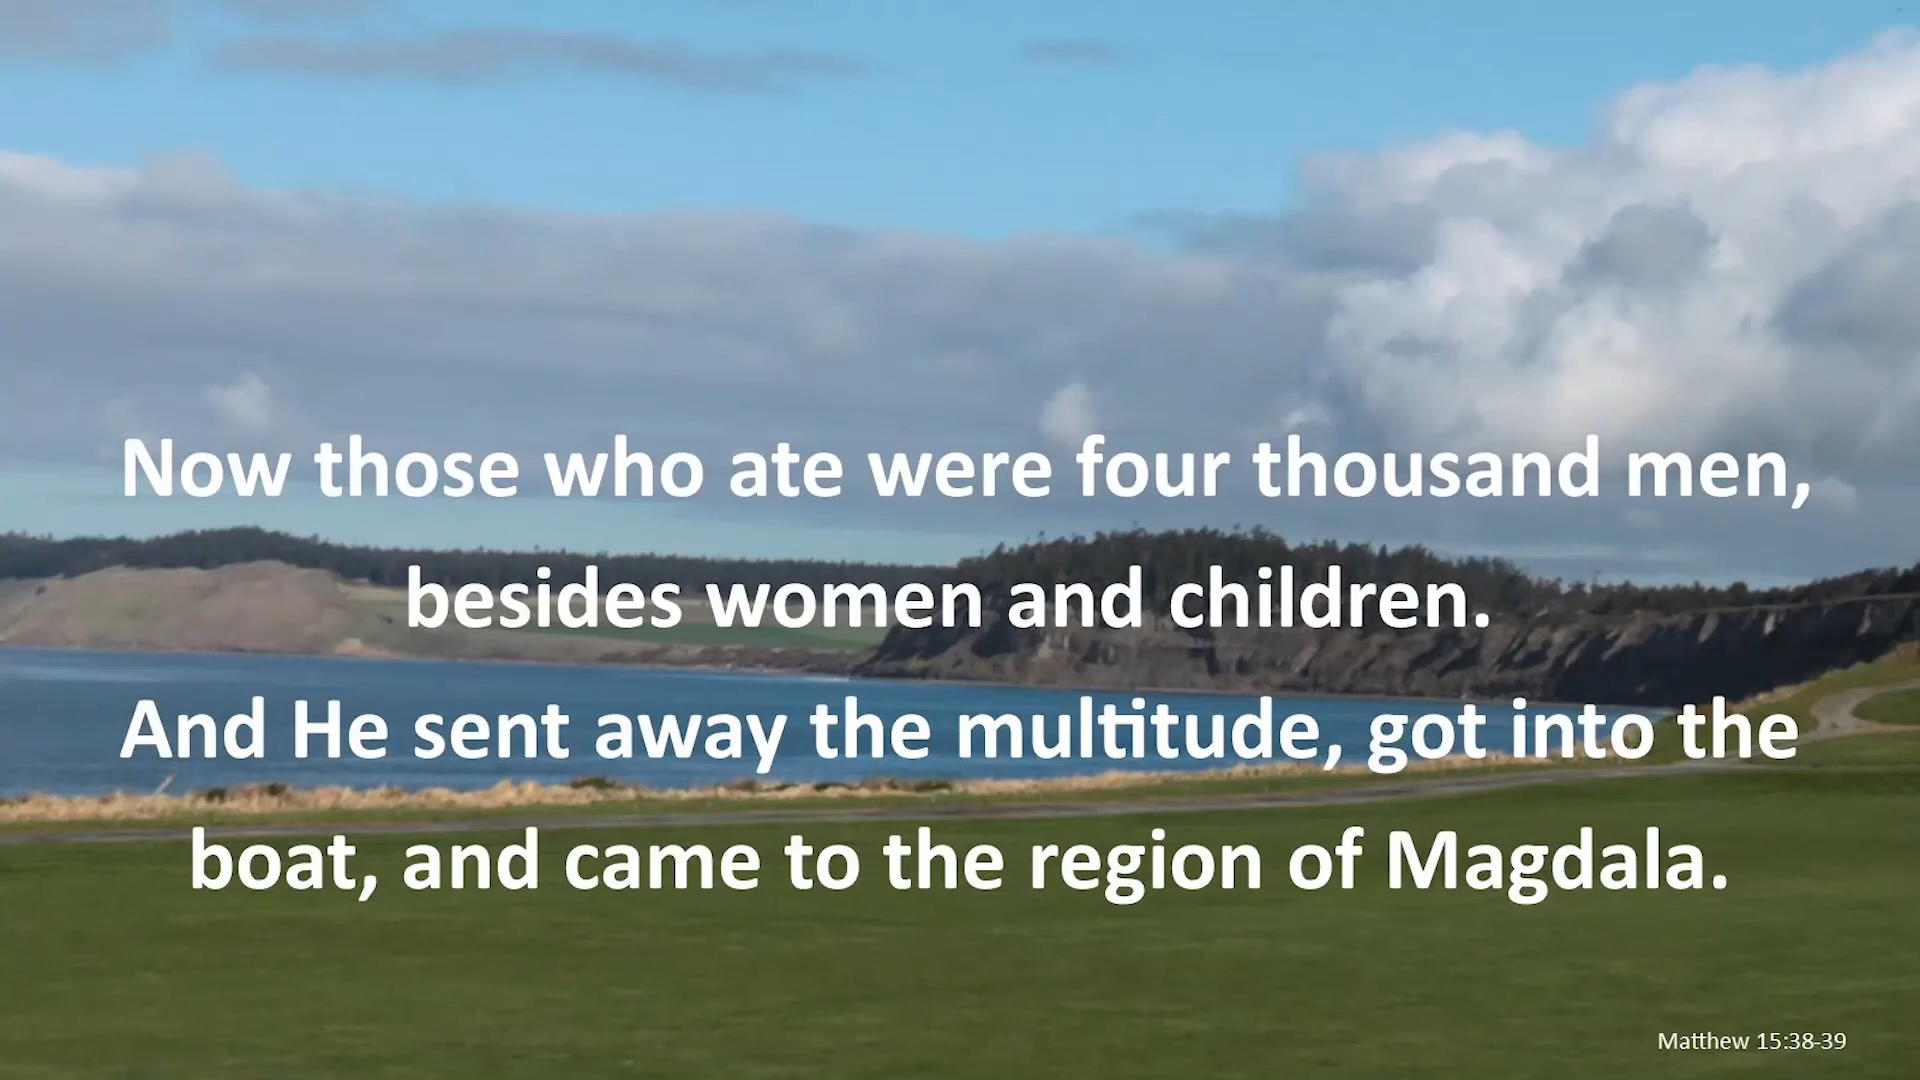 Now those who ate were four thousand men,
besides women and children.
And He sent away the multitude, got into the
boat, and came to the region of Magdala.
Matthew 15:38-39